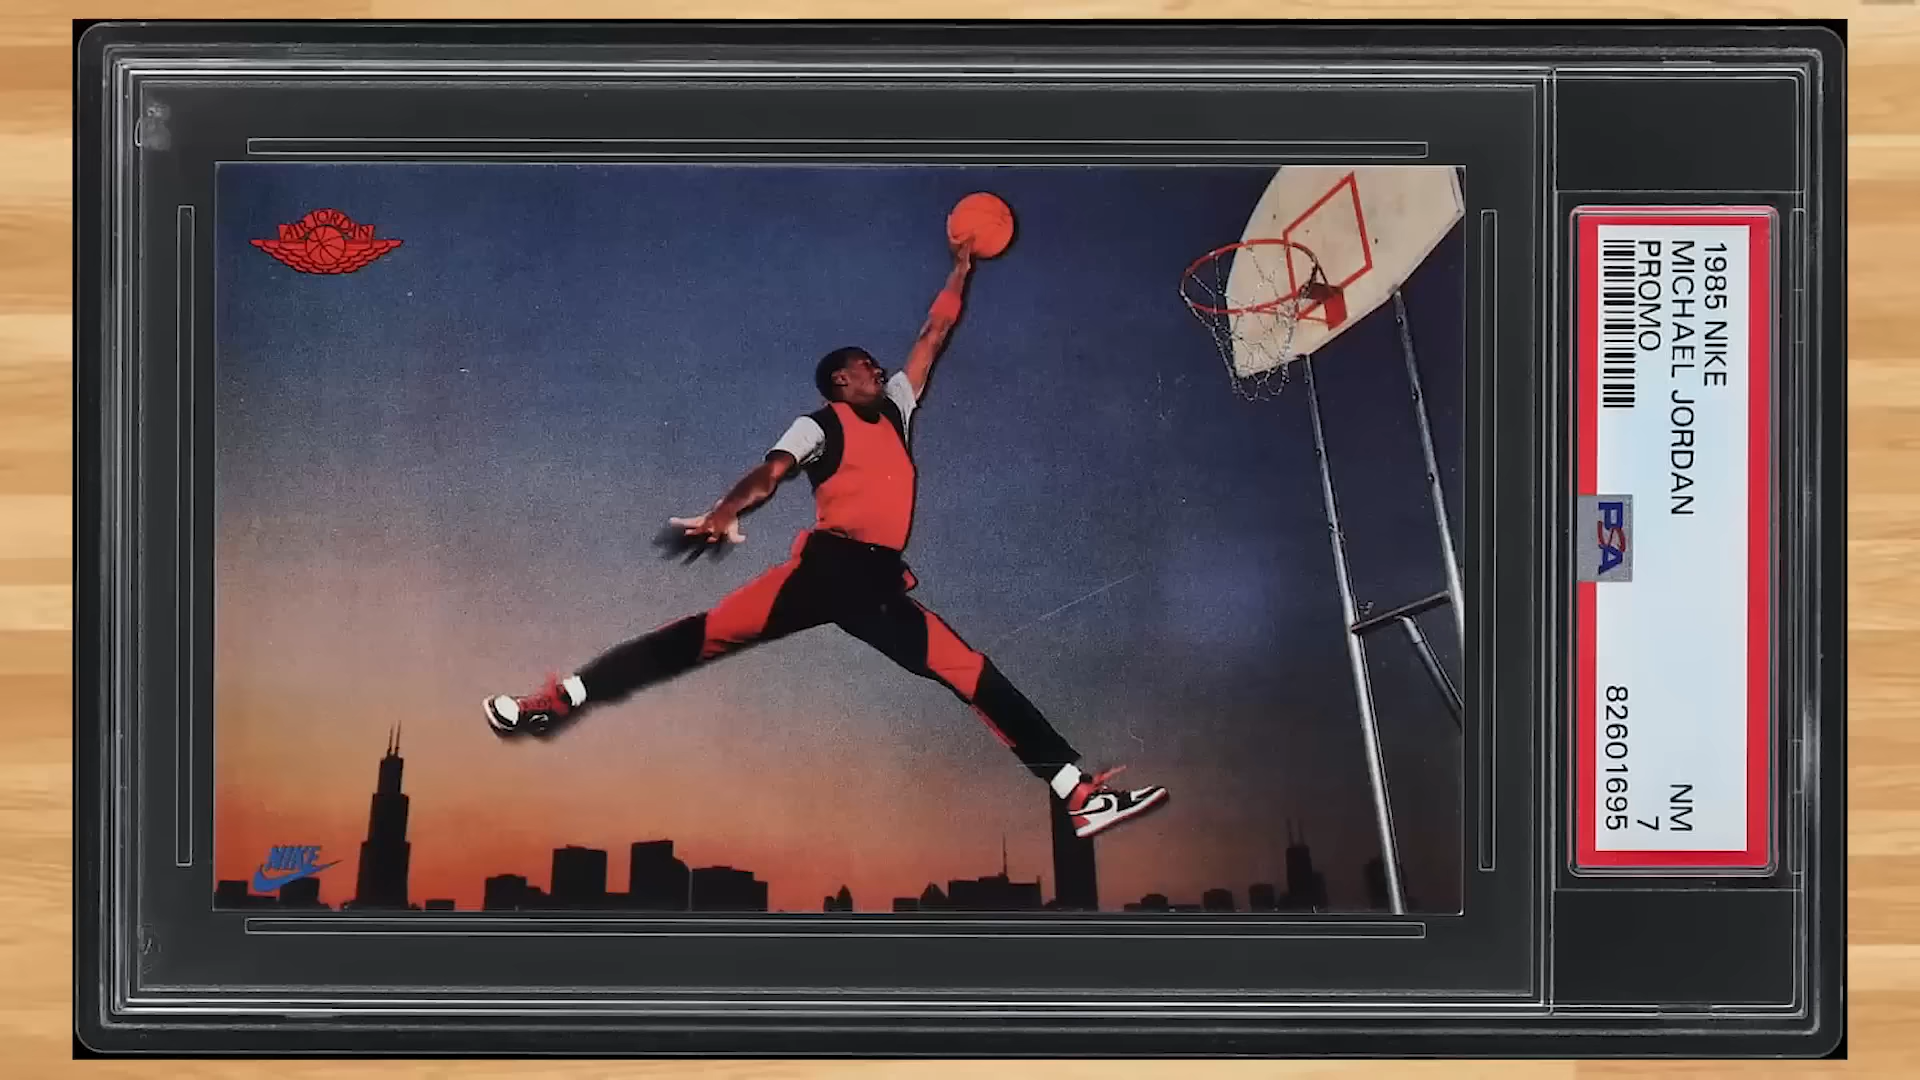 AIR JORDAN
NIKE
1985 NIKE
MICHAEL JORDAN
PROMO
NM
7
82601695
PSA